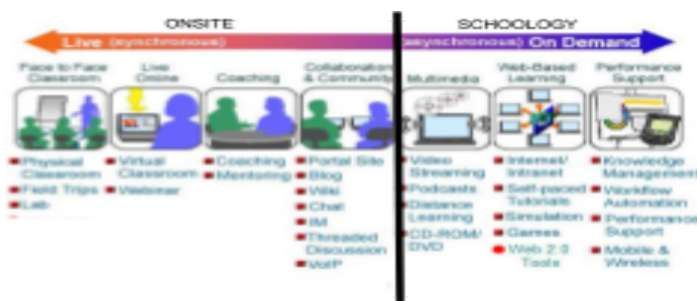 ONSITE
SCHOOLOGY
Live (synchronous)
(asynchronous) On Demand
Face to Face
Classroom
Live
Online
Coaching
Collaboration
& Community
Multimedia
Web-Based
Learning
Performance
Support
Physical
Classroom
Field Trips
Lab
Virtual
Classroom
Webinar
Coaching
Mentoring
Portal Site
Blog
Wiki
Chat
IM
Threaded
Discussion
VoIP
Video
Streaming
Podcasts
Distance
Learning
CD-ROM/
DVD
Internet/
Intranet
Self-paced
Tutorials
Simulation
Games
Web 2.0
Tools
Knowledge
Management
Workflow
Automation
Performance
Support
Mobile &
Wireless